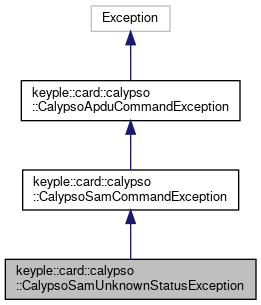 Exception
keyple::card::calypso
::CalypsoApduCommandException
keyple::card::calypso
::CalypsoSamCommandException
keyple::card::calypso
::CalypsoSamUnknownStatusException